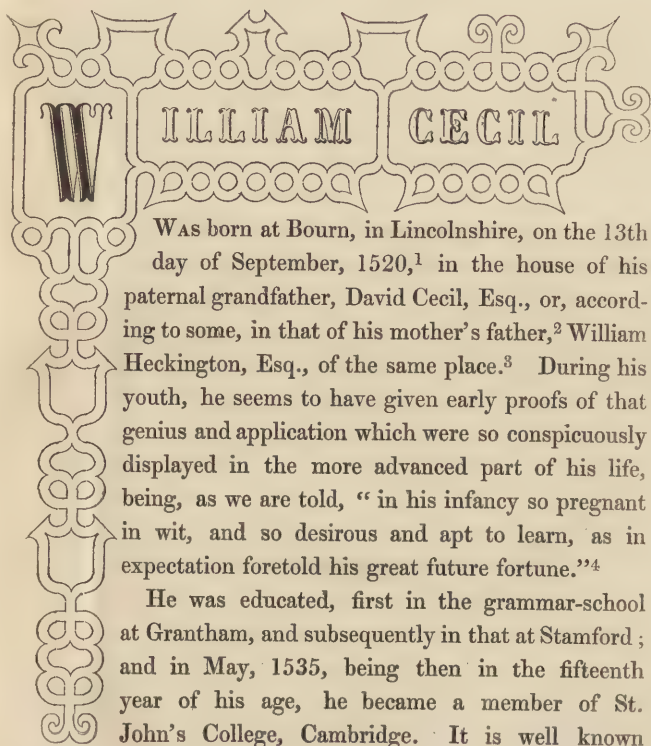 WILLIAM CECIL
WAS born at Bourn, in Lincolnshire, on the 13th
day of September, 1520,¹ in the house of his
paternal grandfather, David Cecil, Esq., or, accord-
ing to some, in that of his mother's father,² William
Heckington, Esq., of the same place.³ During his
youth, he seems to have given early proofs of that
genius and application which were so conspicuously
displayed in the more advanced part of his life,
being, as we are told, “ in his infancy so pregnant
in wit, and so desirous and apt to learn, as in
expectation foretold his great future fortune.”⁴
He was educated, first in the grammar-school
at Grantham, and subsequently in that at Stamford ;
and in May, 1535, being then in the fifteenth
year of his age, he became a member of St.
John's College, Cambridge. It is well known